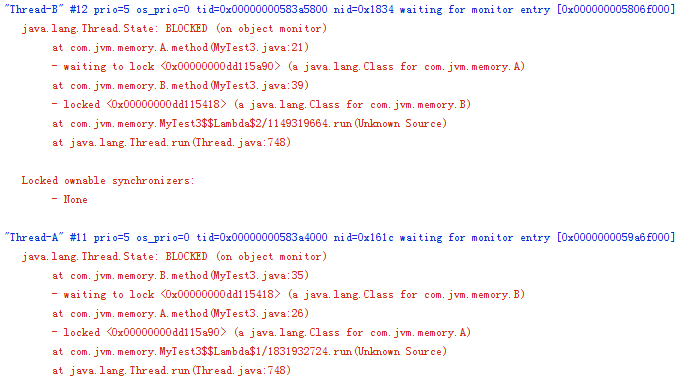 "Thread-B" #12 prio=5 os_prio=0 tid=0x00000000583a5800 nid=0x1834 waiting for monitor entry [0x000000005806f000]
java.lang.Thread.State: BLOCKED (on object monitor)
at com.jvm.memory.A.method(MyTest3.java:21)
- waiting to lock <0x00000000dd115a90> (a java.lang.Class for com.jvm.memory.A)
at com.jvm.memory.B.method(MyTest3.java:39)
- locked <0x00000000dd115418> (a java.lang.Class for com.jvm.memory.B)
at com.jvm.memory.MyTest3$$Lambda$2/1149319664.run(Unknown Source)
at java.lang.Thread.run(Thread.java:748)
Locked ownable synchronizers:
- None
"Thread-A" #11 prio=5 os_prio=0 tid=0x00000000583a4000 nid=0x161c waiting for monitor entry [0x0000000059a6f000]
java.lang.Thread.State: BLOCKED (on object monitor)
at com.jvm.memory.B.method(MyTest3.java:35)
- waiting to lock <0x00000000dd115418> (a java.lang.Class for com.jvm.memory.B)
at com.jvm.memory.A.method(MyTest3.java:26)
- locked <0x00000000dd115a90> (a java.lang.Class for com.jvm.memory.A)
at com.jvm.memory.MyTest3$$Lambda$1/1831932724.run(Unknown Source)
at java.lang.Thread.run(Thread.java:748)